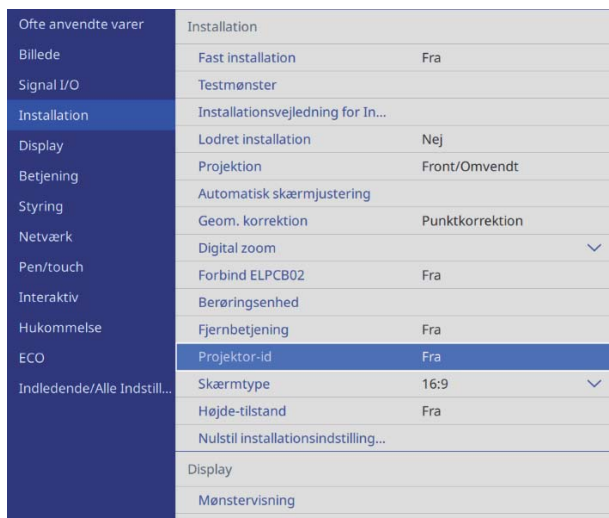 Ofte anvendte varer
Billede
Signal I/O
Installation
Display
Betjening
Styring
Netværk
Pen/touch
Interaktiv
Hukommelse
ECO
Indledende/Alle Indstill...
Installation
Fast installation Fra
Testmønster
Installationsvejledning for In...
Lodret installation Nej
Projektion Front/Omvendt
Automatisk skærmjustering
Geom. korrektion Punktkorrektion
Digital zoom
Forbind ELPCB02 Fra
Berøringsenhed
Fjernbetjening Fra
Projektor-id Fra
Skærmtype 16:9
Højde-tilstand Fra
Nulstil installationsindstilling...
Display
Mønstervisning